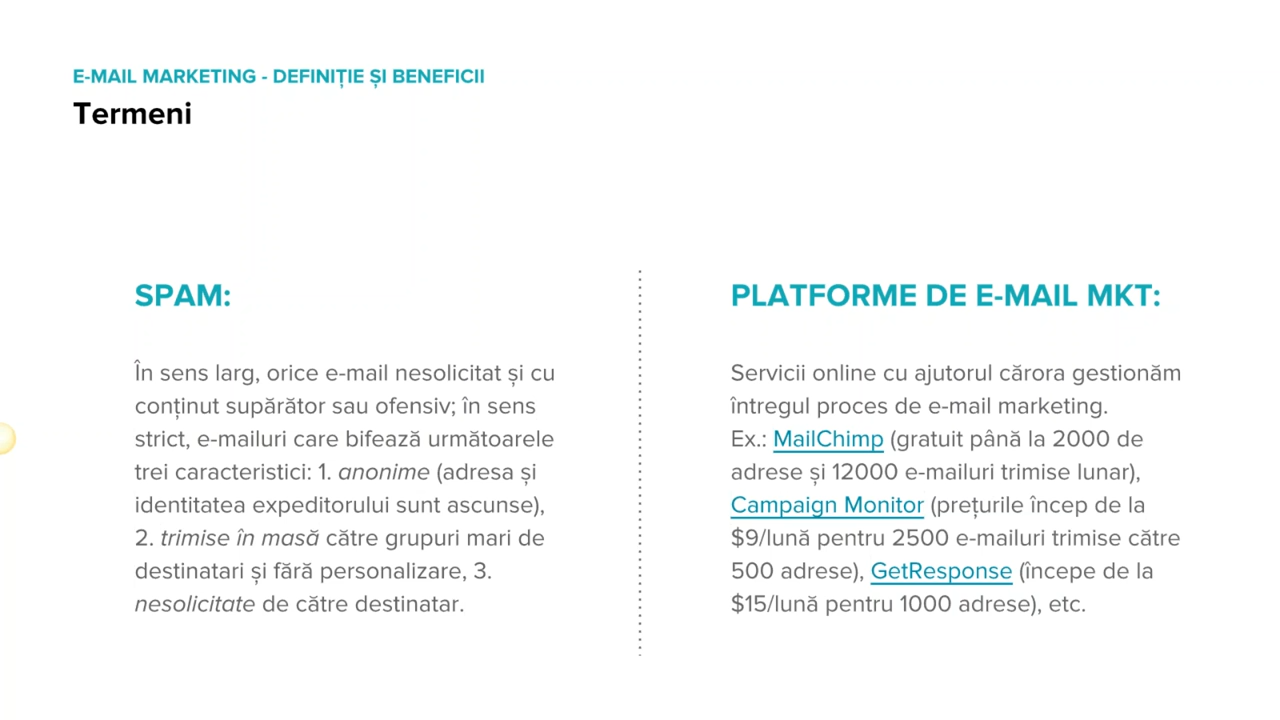 E-MAIL MARKETING - DEFINIȚIE ȘI BENEFICII
Termeni
SPAM:
În sens larg, orice e-mail nesolicitat și cu
conținut supărător sau ofensiv; în sens
strict, e-mailuri care bifează următoarele
trei caracteristici: 1. anonime (adresa și
identitatea expeditorului sunt ascunse),
2. trimise în masă către grupuri mari de
destinatari și fără personalizare, 3.
nesolicitate de către destinatar.
PLATFORME DE E-MAIL MKT:
Servicii online cu ajutorul cărora gestionăm
întregul proces de e-mail marketing.
Ex.: MailChimp (gratuit până la 2000 de
adrese și 12000 e-mailuri trimise lunar),
Campaign Monitor (prețurile încep de la
$9/lună pentru 2500 e-mailuri trimise către
500 adrese), GetResponse (începe de la
$15/lună pentru 1000 adrese), etc.